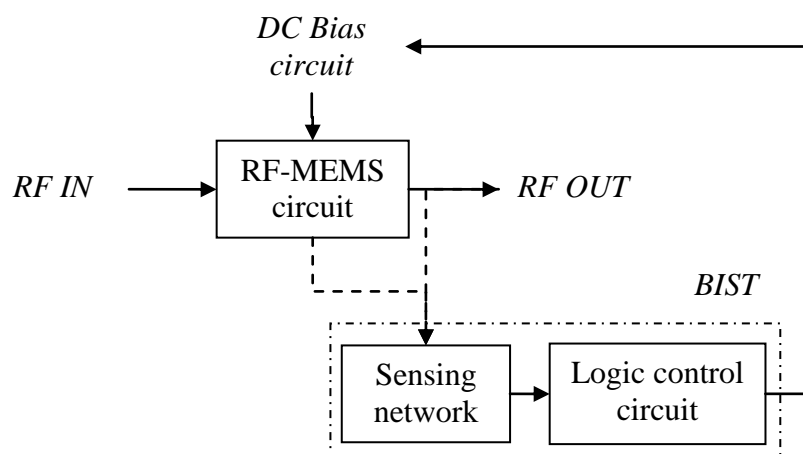 DC Bias
circuit
RF IN
RF-MEMS
circuit
RF OUT
BIST
Sensing
network
Logic control
circuit